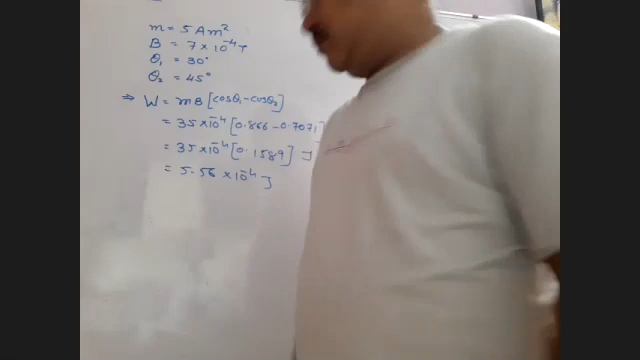 m = 5 Am²
B = 7 × 10⁻⁴ T
θ₁ = 30°
θ₂ = 45°
⇒ W = mB [cosθ₁ - cosθ₂]
= 35 × 10⁻⁴ [0.866 - 0.7071]
= 35 × 10⁻⁴ [0.1589] J
= 5.56 × 10⁻⁴ J